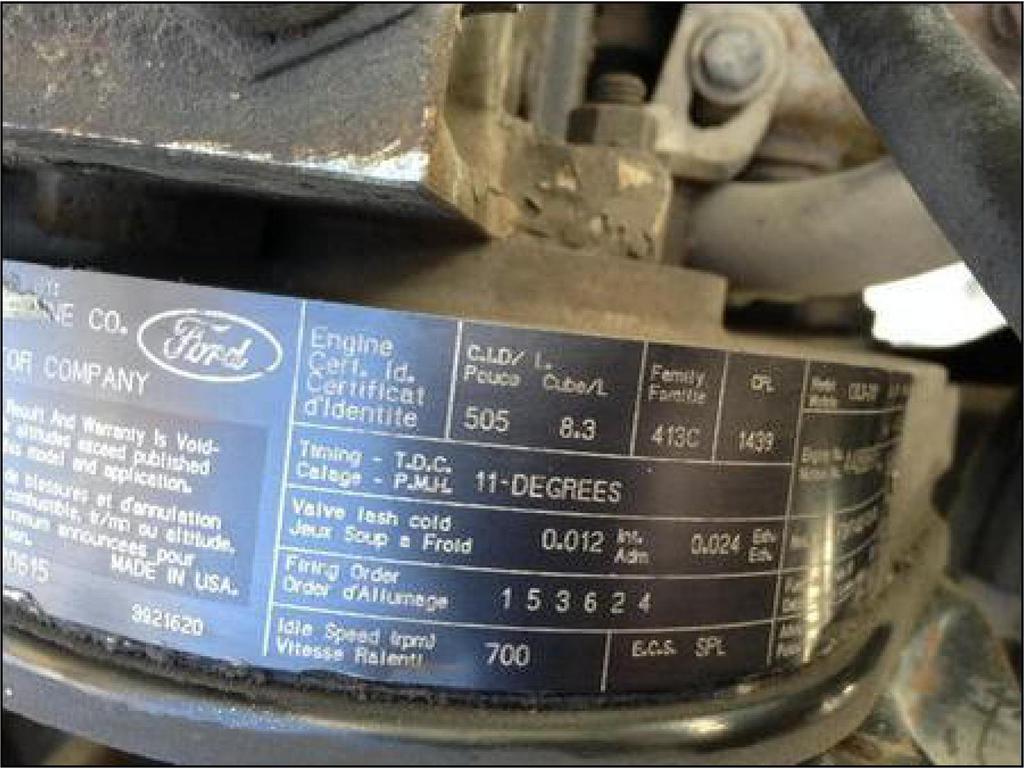 NE CO.
Ford
TOR COMPANY
Result And Warranty Is Void-
altitudes exceed published
this model and application.
de blessures et d'annulation
combustible, tr/mn ou altitude,
announcées pour
MADE IN USA.
3921620
Engine
Cert. Id.
Certificat
d'Identite
C.I.D/ L.
Pouce Cube/L
505 8.3
Family
Famille
413C
CPL
1439
Timing - T.D.C.
Calage - P.M.H. 11-DEGREES
Valve lash cold
Jeux Soup a Froid
0.012 Int.
Adm
0.024 Exh.
Ech.
Firing Order
Order d'Allumage
1 5 3 6 2 4
Idle Speed (rpm)
Vitesse Ralenti
700
E.C.S. SPL
Model